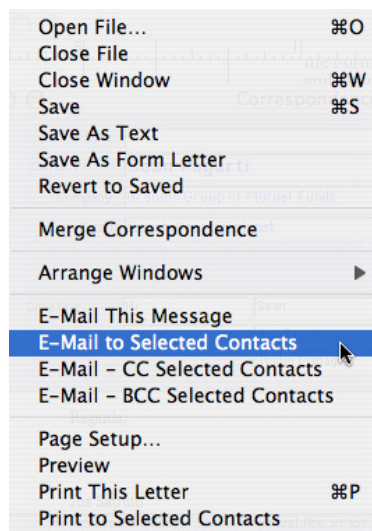 Open File... ⌘O
Close File
Close Window ⌘W
Save ⌘S
Save As Text
Save As Form Letter
Revert to Saved
Merge Correspondence
Arrange Windows
E-Mail This Message
E-Mail to Selected Contacts
E-Mail - CC Selected Contacts
E-Mail - BCC Selected Contacts
Page Setup...
Preview
Print This Letter ⌘P
Print to Selected Contacts